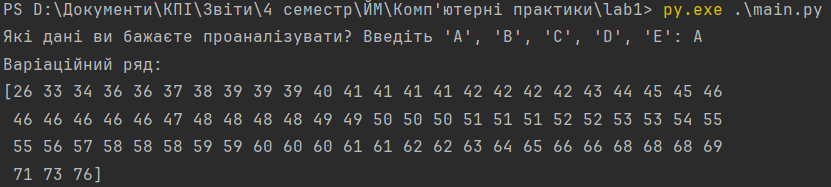 PS D:\Документи\КПІ\Звіти\4 семестр\ЙМ\Комп'ютерні практики\lab1> py.exe .\main.py
Які дані ви бажаєте проаналізувати? Введіть 'A', 'B', 'C', 'D', 'E': A
Варіаційний ряд:
[26 33 34 36 36 37 38 39 39 39 40 41 41 41 41 42 42 42 42 43 44 45 45 46
46 46 46 46 46 47 48 48 48 48 49 49 50 50 50 51 51 51 52 52 53 53 54 55
55 56 57 58 58 58 59 59 60 60 60 61 61 62 62 63 64 65 66 66 68 68 68 69
71 73 76]